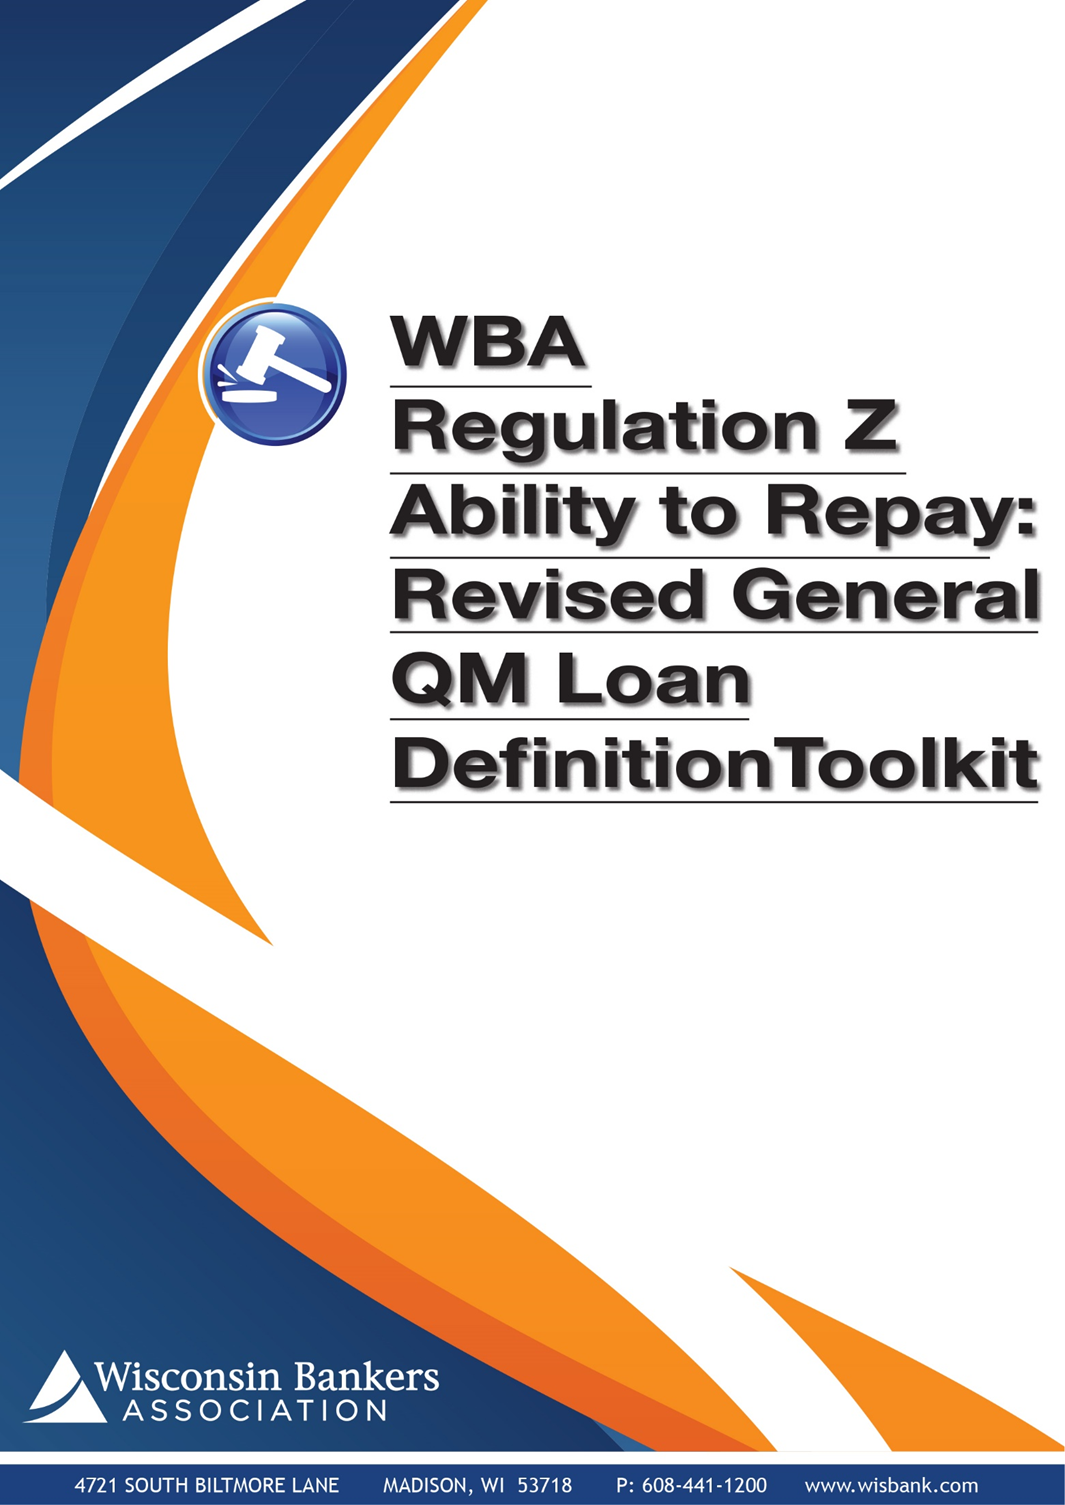 WBA
Regulation Z
Ability to Repay:
Revised General
QM Loan
DefinitionToolkit
Wisconsin Bankers
ASSOCIATION
4721 SOUTH BILTMORE LANE MADISON, WI 53718 P: 608-441-1200 www.wisbank.com